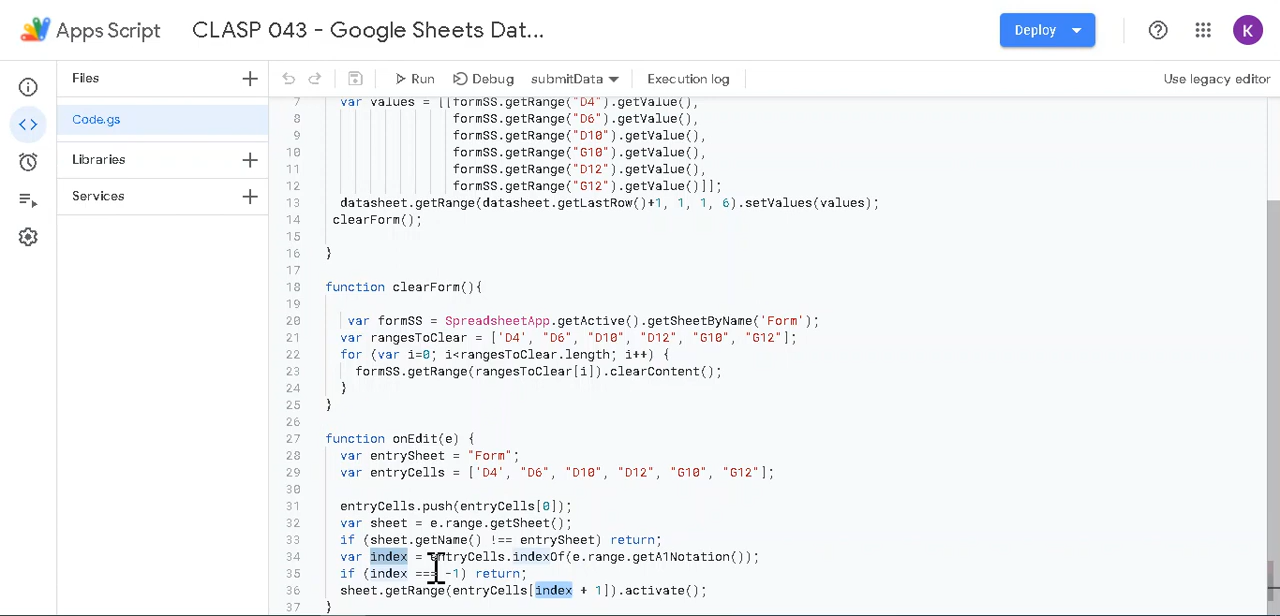 Apps Script CLASP 043 - Google Sheets Dat... Deploy K
Files Run Debug submitData Execution log Use legacy editor
Code.gs
Libraries
Services
7 var values = [[formSS.getRange("D4").getValue(),
8 formSS.getRange("D6").getValue(),
9 formSS.getRange("D10").getValue(),
10 formSS.getRange("G10").getValue(),
11 formSS.getRange("D12").getValue(),
12 formSS.getRange("G12").getValue()]];
13 datasheet.getRange(datasheet.getLastRow()+1, 1, 1, 6).setValues(values);
14 clearForm();
15
16 }
17
18 function clearForm(){
19
20 var formSS = SpreadsheetApp.getActive().getSheetByName('Form');
21 var rangesToClear = ['D4', "D6", "D10", "D12", "G10", "G12"];
22 for (var i=0; i<rangesToClear.length; i++) {
23 formSS.getRange(rangesToClear[i]).clearContent();
24 }
25 }
26
27 function onEdit(e) {
28 var entrySheet = "Form";
29 var entryCells = ['D4', "D6", "D10", "D12", "G10", "G12"];
30
31 entryCells.push(entryCells[0]);
32 var sheet = e.range.getSheet();
33 if (sheet.getName() !== entrySheet) return;
34 var index = entryCells.indexOf(e.range.getA1Notation());
35 if (index === -1) return;
36 sheet.getRange(entryCells[index + 1]).activate();
37 }